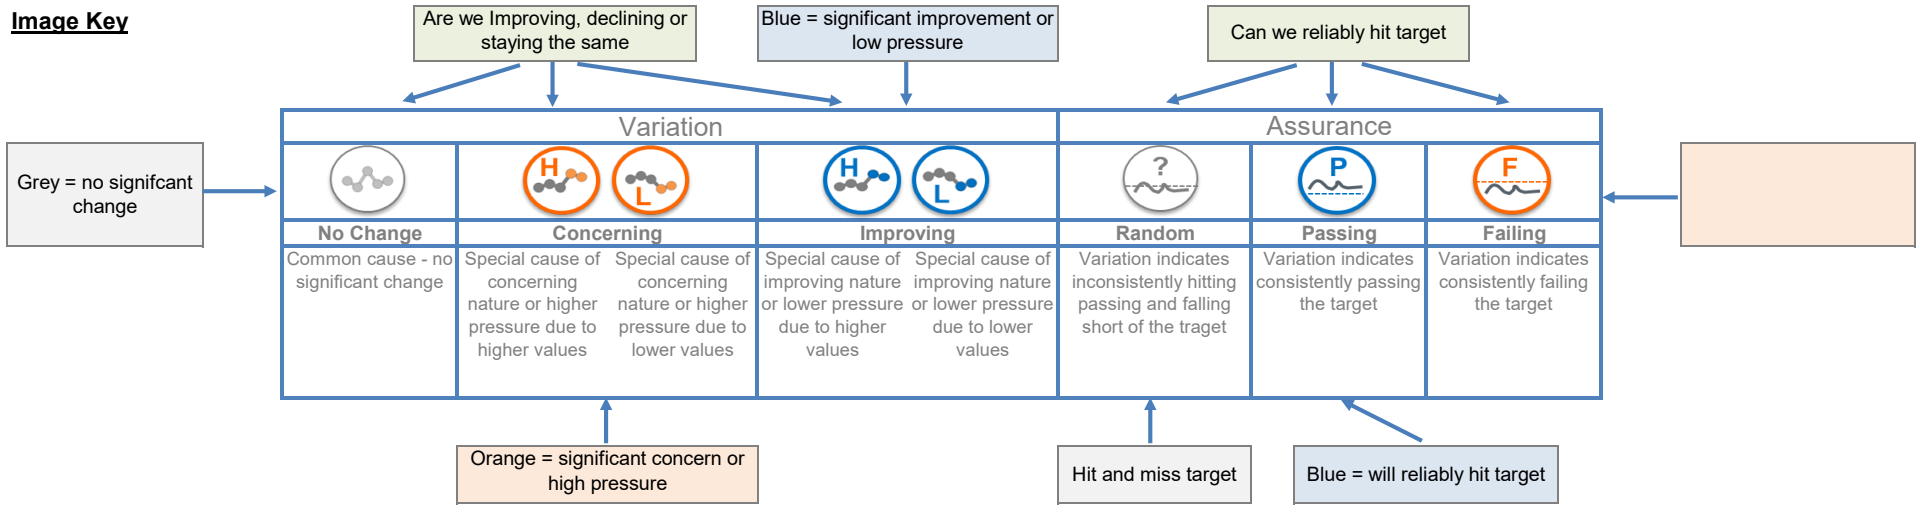 Image Key
Are we Improving, declining or
staying the same
Blue = significant improvement or
low pressure
Can we reliably hit target
Grey = no signifcant
change
Variation
Assurance
H
L
H
L
?
P
F
No Change
Concerning
Improving
Random
Passing
Failing
Common cause - no
significant change
Special cause of
concerning
nature or higher
pressure due to
higher values
Special cause of
concerning
nature or higher
pressure due to
lower values
Special cause of
improving nature
or lower pressure
due to higher
values
Special cause of
improving nature
or lower pressure
due to lower
values
Variation indicates
inconsistently hitting
passing and falling
short of the traget
Variation indicates
consistently passing
the target
Variation indicates
consistently failing
the target
Orange = significant concern or
high pressure
Hit and miss target
Blue = will reliably hit target